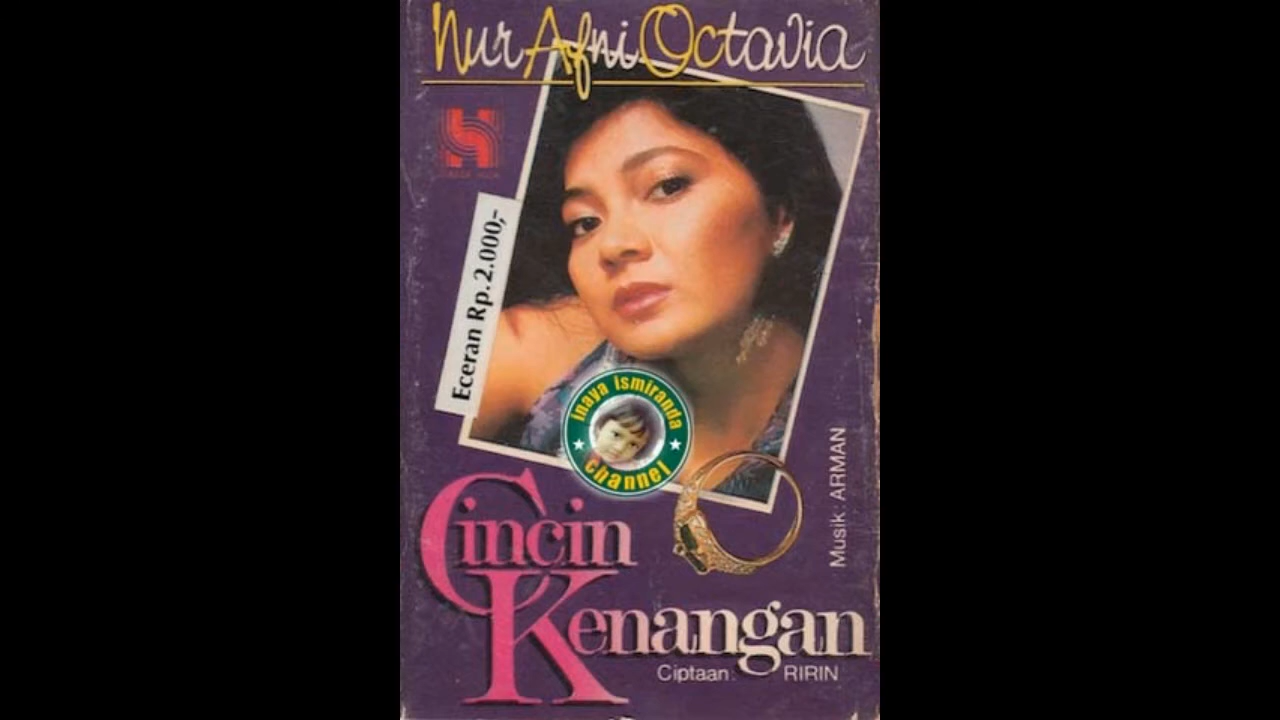 Nur Afni Octavia
Eceran Rp. 2.000,-
inaya ismiranda
channel
Musik: ARMAN
Cincin
Kenangan
Ciptaan: RIRIN